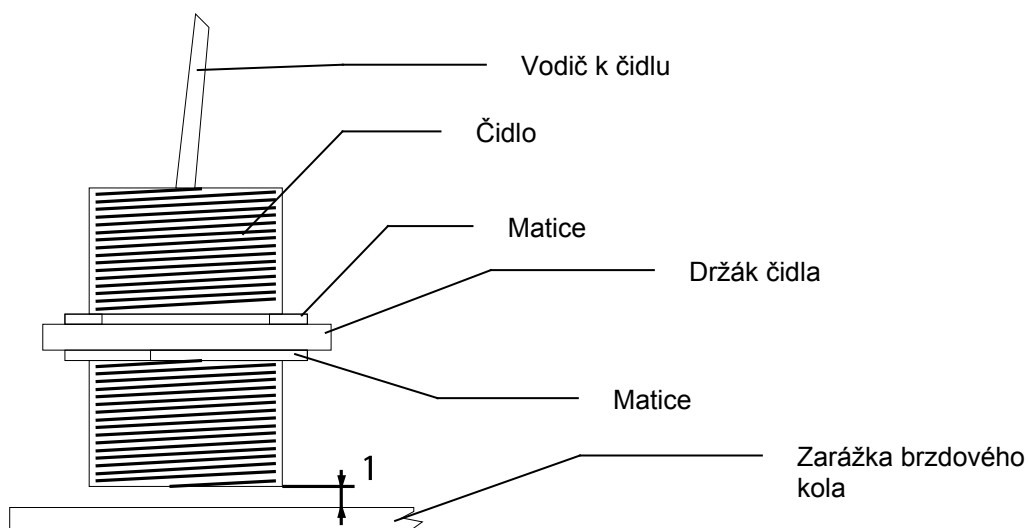 Vodič k čidlu
Čidlo
Matice
Držák čidla
Matice
1
Zarážka brzdového
kola